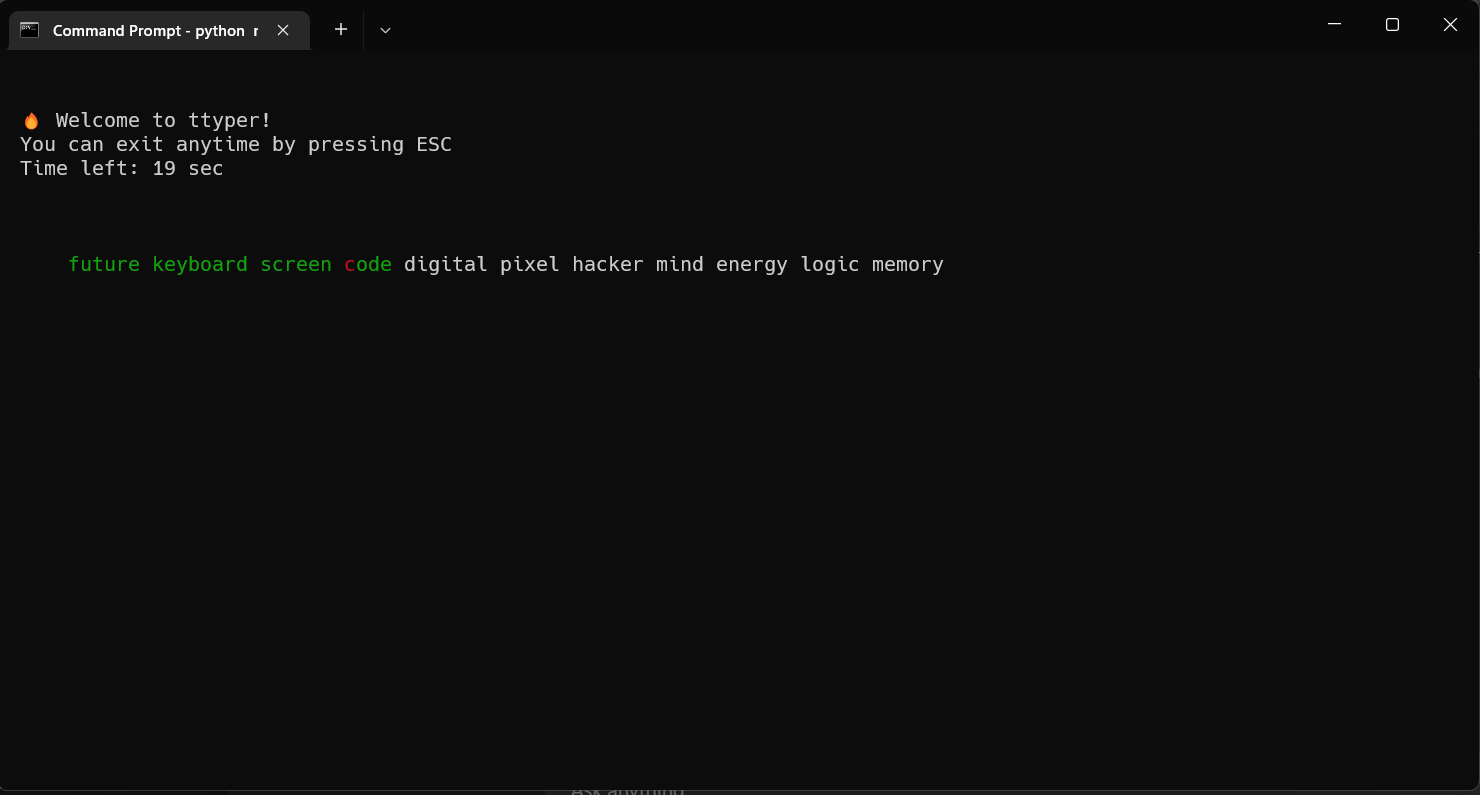 Command Prompt - python
🔥 Welcome to ttyper!
You can exit anytime by pressing ESC
Time left: 19 sec
future keyboard screen code digital pixel hacker mind energy logic memory
Ask anything